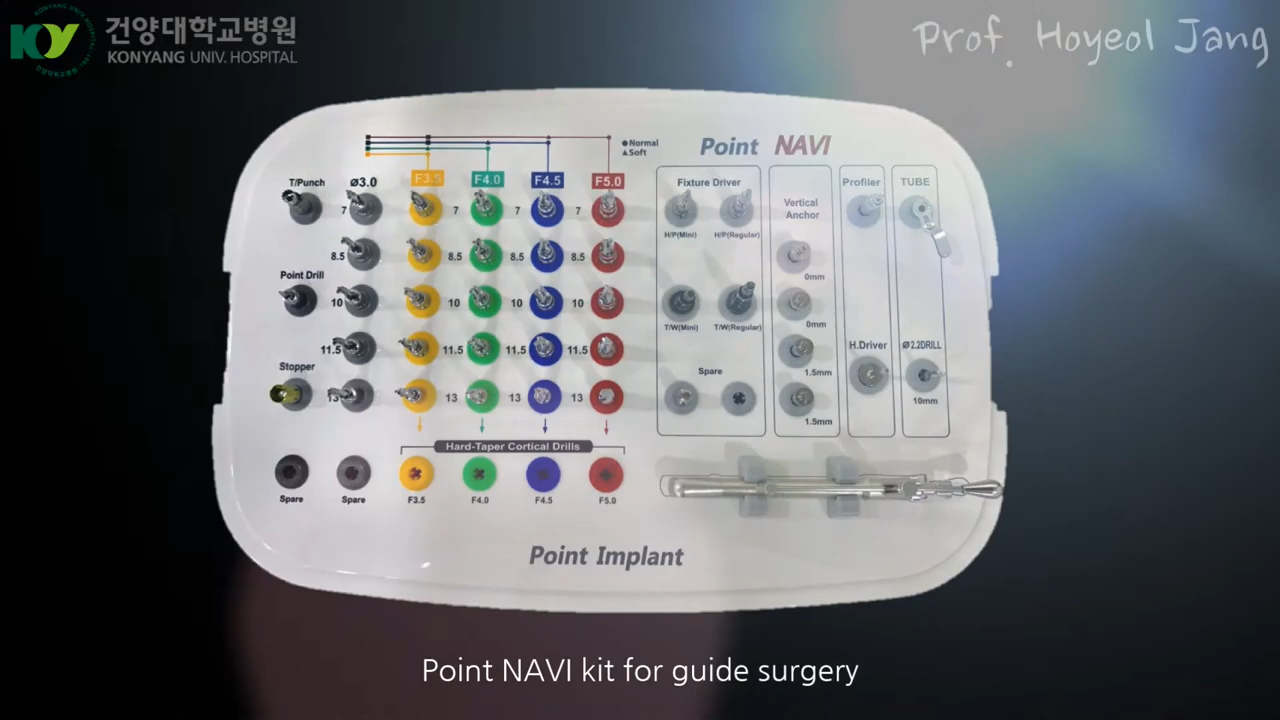 건양대학교병원
KONYANG UNIV. HOSPITAL
Prof. Hoyeol Jang
Point NAVI
Normal
Soft
T/Punch
Ø3.0
F3.5
F4.0
F4.5
F5.0
7 7 7 7
8.5 8.5 8.5 8.5
Point Drill
10 10 10 10
11.5 11.5 11.5 11.5
Stopper
13 13 13 13
Hard-Taper Cortical Drills
Spare
Spare
F3.5
F4.0
F4.5
F5.0
Fixture Driver
H/P(Mini)
H/P(Regular)
T/W(Mini)
T/W(Regular)
Spare
Vertical
Anchor
0mm
0mm
1.5mm
1.5mm
Profiler
H.Driver
TUBE
Ø2.2DRILL
10mm
Point Implant
Point NAVI kit for guide surgery